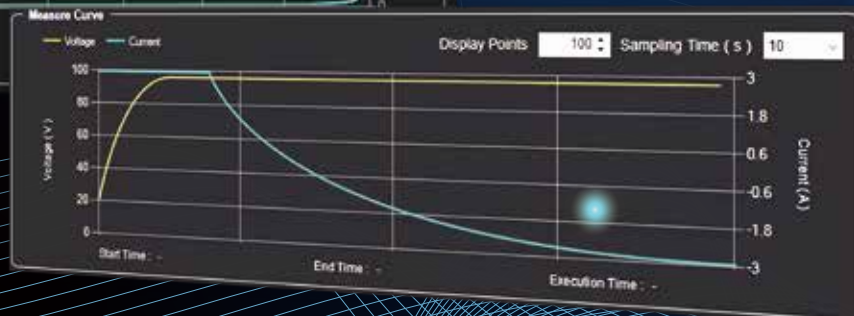 0
Measure Curve
Voltage Current
Display Points 100 Sampling Time ( s ) 10
100
80
60
40
20
0
Voltage ( V )
3
1.8
0.6
-0.6
-1.8
-3
Current ( A )
Start Time : -
End Time : -
Execution Time : -